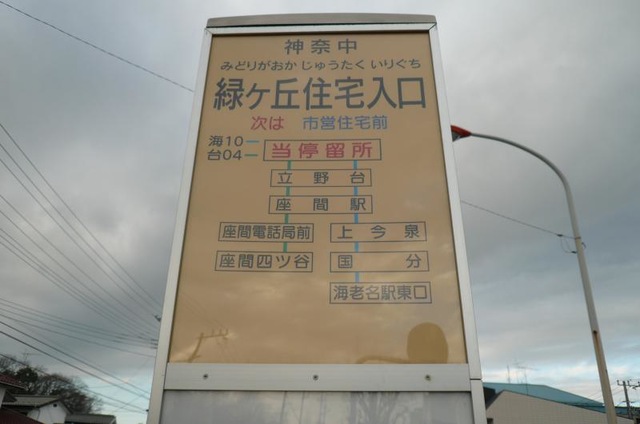 神奈中
みどりがおか じゅうたく いりぐち
緑ヶ丘住宅入口
次は 市営住宅前
海10 当停留所
台04
立野台
座間駅
座間電話局前 上今泉
座間四ツ谷 国分
海老名駅東口